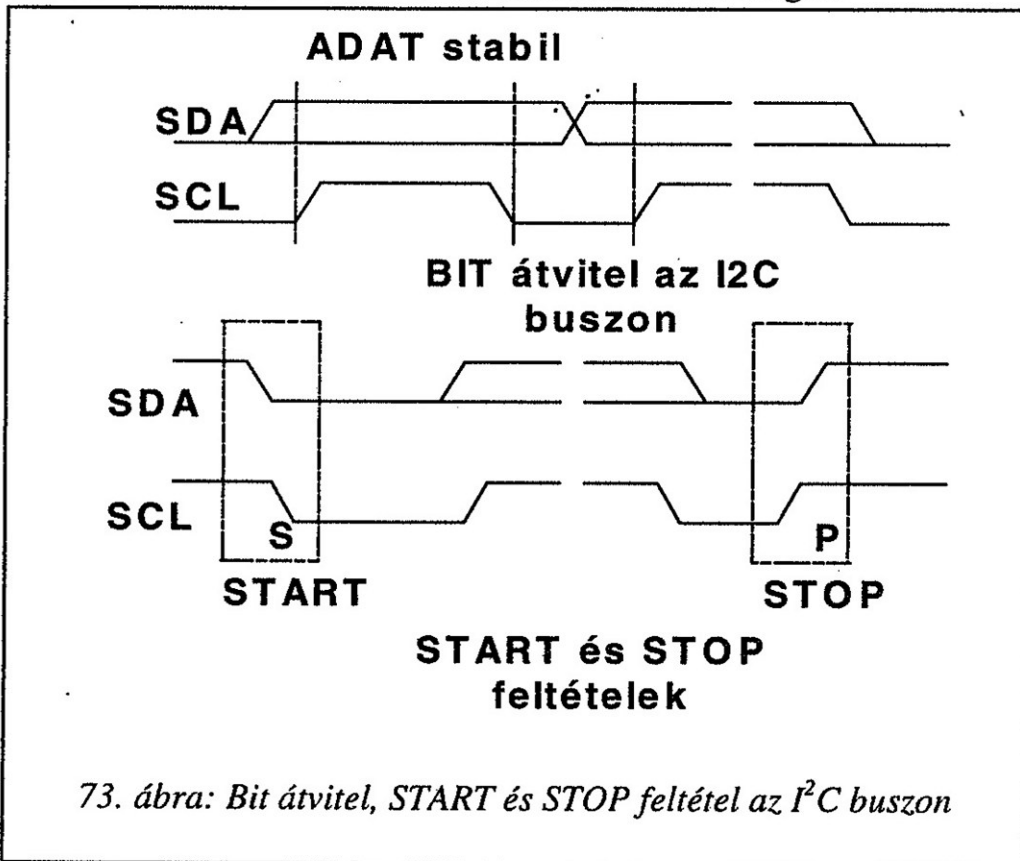 ADAT stabil
SDA
SCL
BIT átvitel az I2C
buszon
SDA
SCL
S
P
START
STOP
START és STOP
feltételek
73. ábra: Bit átvitel, START és STOP feltétel az I²C buszon